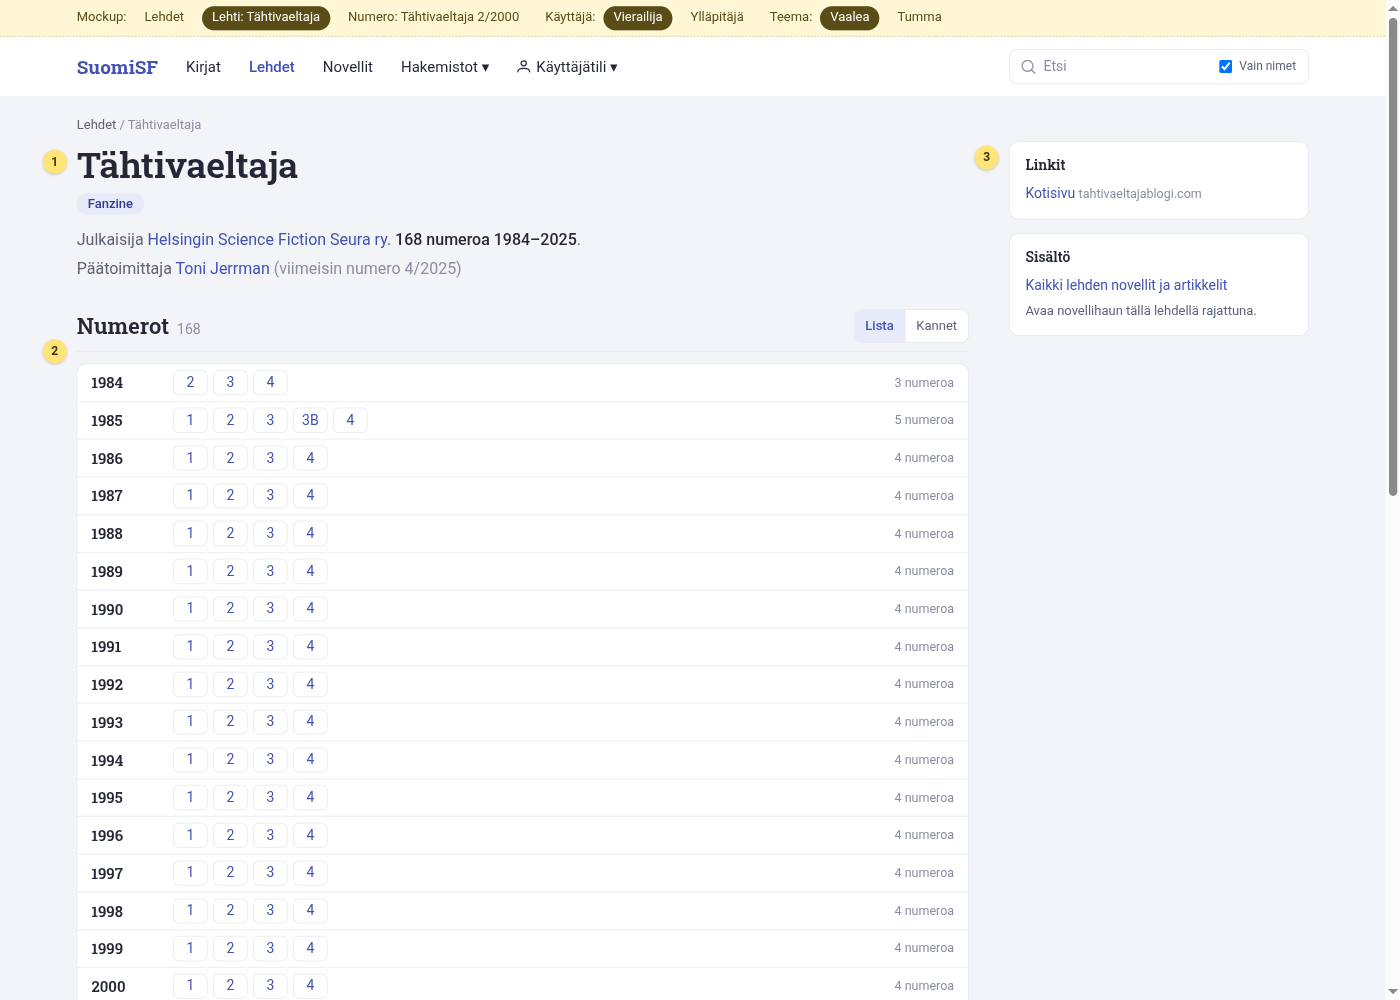 Mockup: Lehdet Lehti: Tähtivaeltaja Numero: Tähtivaeltaja 2/2000 Käyttäjä: Vierailija Ylläpitäjä Teema: Vaalea Tumma
SuomiSF Kirjat Lehdet Novellit Hakemistot ▾ Käyttäjätili ▾ Etsi Vain nimet
Lehdet / Tähtivaeltaja
1 Tähtivaeltaja
Fanzine
Julkaisija Helsingin Science Fiction Seura ry. 168 numeroa 1984–2025.
Päätoimittaja Toni Jerrman (viimeisin numero 4/2025)
Numerot 168 Lista Kannet
2
1984 2 3 4 3 numeroa
1985 1 2 3 3B 4 5 numeroa
1986 1 2 3 4 4 numeroa
1987 1 2 3 4 4 numeroa
1988 1 2 3 4 4 numeroa
1989 1 2 3 4 4 numeroa
1990 1 2 3 4 4 numeroa
1991 1 2 3 4 4 numeroa
1992 1 2 3 4 4 numeroa
1993 1 2 3 4 4 numeroa
1994 1 2 3 4 4 numeroa
1995 1 2 3 4 4 numeroa
1996 1 2 3 4 4 numeroa
1997 1 2 3 4 4 numeroa
1998 1 2 3 4 4 numeroa
1999 1 2 3 4 4 numeroa
2000 1 2 3 4 4 numeroa
3 Linkit
Kotisivu tahtivaeltajablogi.com
Sisältö
Kaikki lehden novellit ja artikkelit
Avaa novellihaun tällä lehdellä rajattuna.